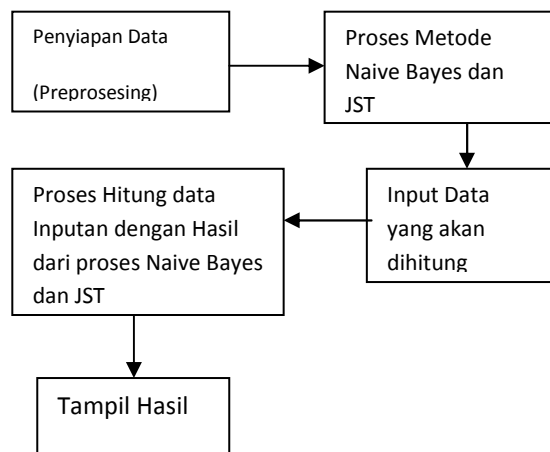 Penyiapan Data
(Preprosesing)
Proses Metode
Naive Bayes dan
JST
Input Data
yang akan
dihitung
Proses Hitung data
Inputan dengan Hasil
dari proses Naive Bayes
dan JST
Tampil Hasil